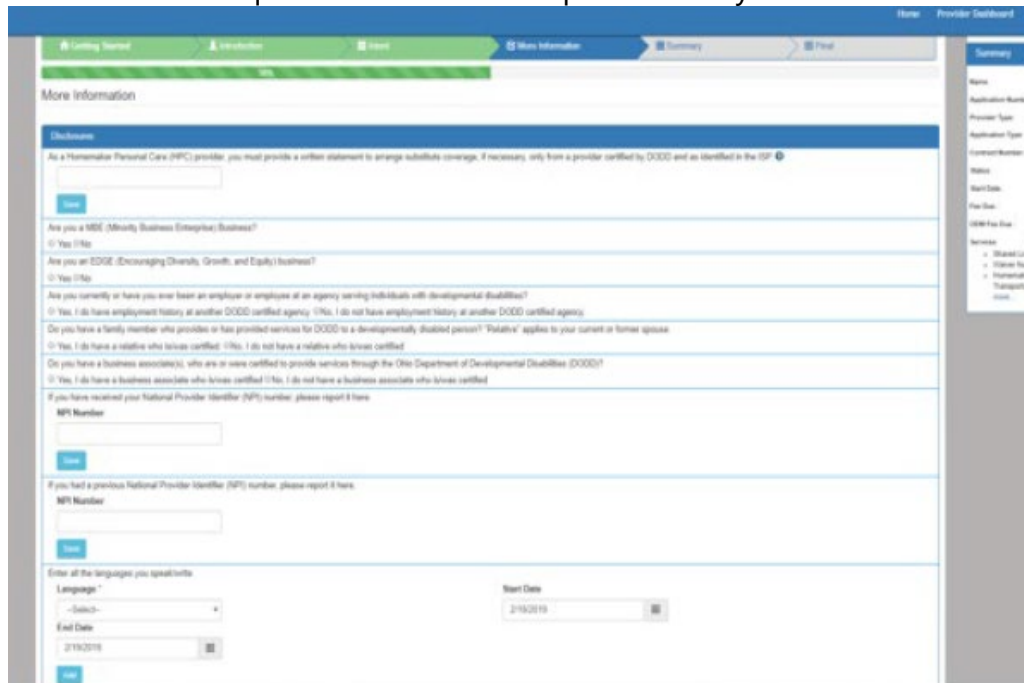 Home Provider Dashboard
Getting Started Introduction Intent More Information Summary Final
Summary
More Information
Name
Application Numb
Provider Type
Application Type
Contract Number
Status
Start Date
Fee Due
Services
Disclosures
As a Homemaker Personal Care (HPC) provider, you must provide a written statement to arrange substitute coverage, if necessary, only from a provider certified by DODD and as identified in the ISP
Save
Are you a MBE (Minority Business Enterprise) Business?
Yes No
Are you an EDGE (Encouraging Diversity, Growth, and Equity) business?
Yes No
Are you currently or have you ever been an employer or employee at an agency serving individuals with developmental disabilities?
Yes, I do have employment history at another DODD certified agency No, I do not have employment history at another DODD certified agency
Do you have a family member who provides or has provided services for DODD to a developmentally disabled person? "Relative" applies to your current or former spouse
Yes, I do have a relative who is/was certified No, I do not have a relative who is/was certified
Do you have a business associate(s), who are or were certified to provide services through the Ohio Department of Developmental Disabilities (DODD)?
Yes, I do have a business associate who is/was certified No, I do not have a business associate who is/was certified
If you have received your National Provider Identifier (NPI) number, please report it here
NPI Number
Save
If you had a previous National Provider Identifier (NPI) number, please report it here.
NPI Number
Save
Enter all the languages you speak/write
Language *
Start Date
--Select--
2/19/2019
End Date
2/19/2019
Add